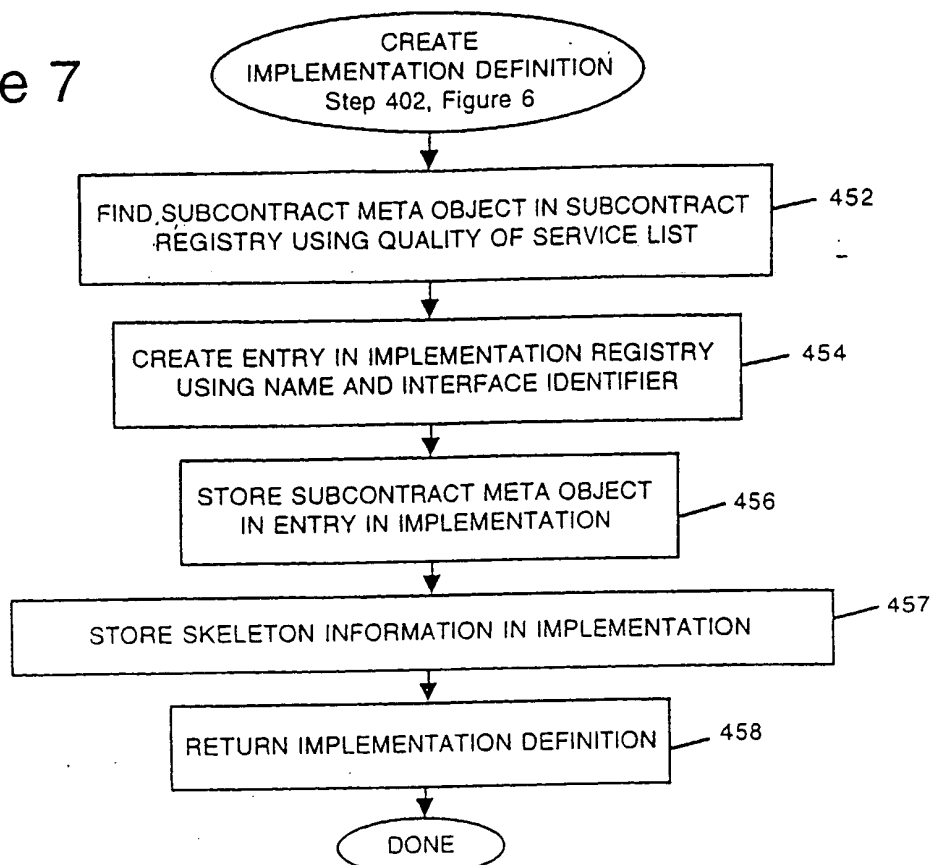 e 7
CREATE
IMPLEMENTATION DEFINITION
Step 402, Figure 6
FIND SUBCONTRACT META OBJECT IN SUBCONTRACT
REGISTRY USING QUALITY OF SERVICE LIST
452
CREATE ENTRY IN IMPLEMENTATION REGISTRY
USING NAME AND INTERFACE IDENTIFIER
454
STORE SUBCONTRACT META OBJECT
IN ENTRY IN IMPLEMENTATION
456
STORE SKELETON INFORMATION IN IMPLEMENTATION
457
RETURN IMPLEMENTATION DEFINITION
458
DONE